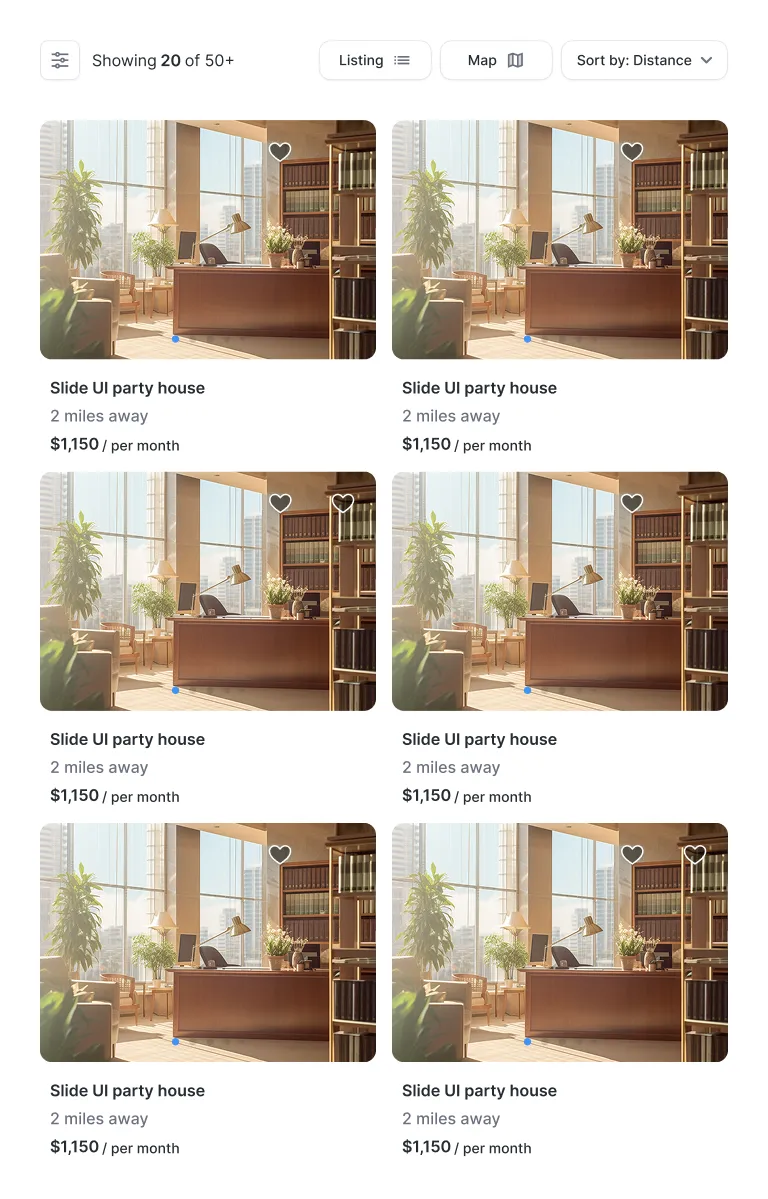 Showing 20 of 50+
Listing
Map
Sort by: Distance
Slide UI party house
2 miles away
$1,150 / per month
Slide UI party house
2 miles away
$1,150 / per month
Slide UI party house
2 miles away
$1,150 / per month
Slide UI party house
2 miles away
$1,150 / per month
Slide UI party house
2 miles away
$1,150 / per month
Slide UI party house
2 miles away
$1,150 / per month